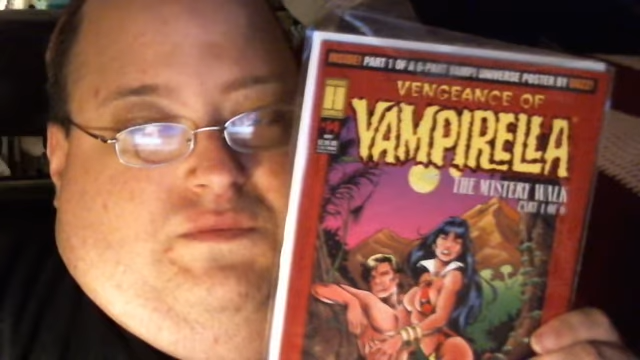 INSIDE! PART 1 OF A 6-PART VAMPI UNIVERSE POSTER BY BUZZ!
VENGEANCE OF
VAMPIRELLA
THE MYSTERY WALK
PART 1 OF 6
H